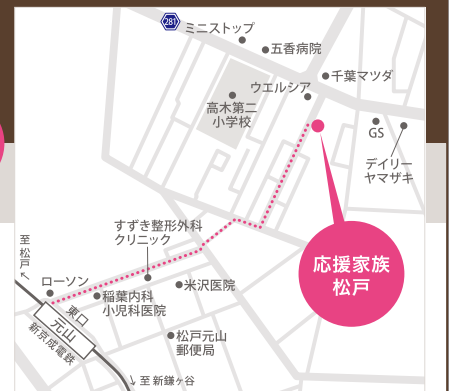 281
ミニストップ
五香病院
千葉マツダ
ウエルシア
高木第二
小学校
GS
デイリー
ヤマザキ
すずき整形外科
クリニック
応援家族
松戸
至松戸
ローソン
米沢医院
稲葉内科
小児科医院
東口
元山
新京成電鉄
松戸元山
郵便局
至 新鎌ヶ谷